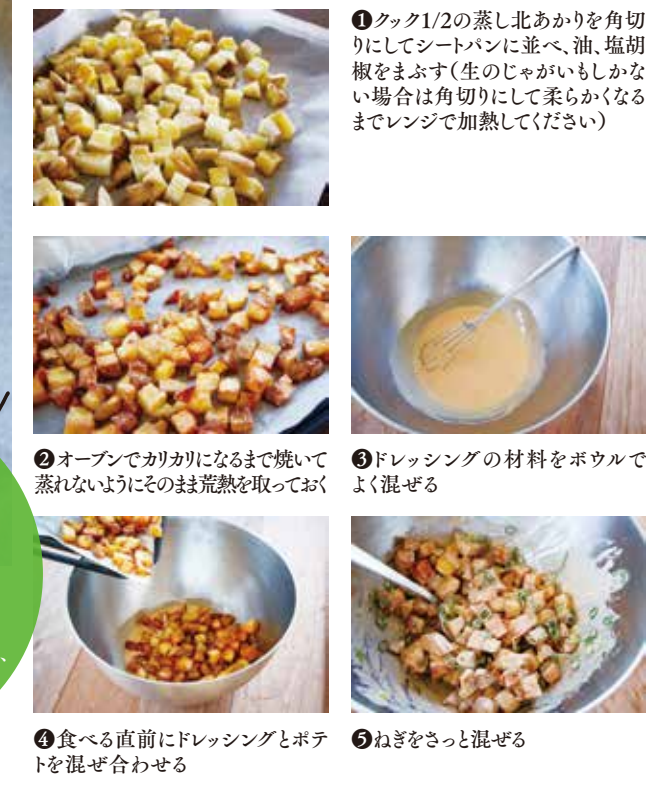 ❶クック1/2の蒸し北あかりを角切
りにしてシートパンに並べ、油、塩胡
椒をまぶす(生のじゃがいもしかな
い場合は角切りにして柔らかくなる
までレンジで加熱してください)
❷オーブンでカリカリになるまで焼いて
蒸れないようにそのまま荒熱を取っておく
❸ドレッシングの材料をボウルで
よく混ぜる
❹食べる直前にドレッシングとポテ
トを混ぜ合わせる
❺ねぎをさっと混ぜる
、